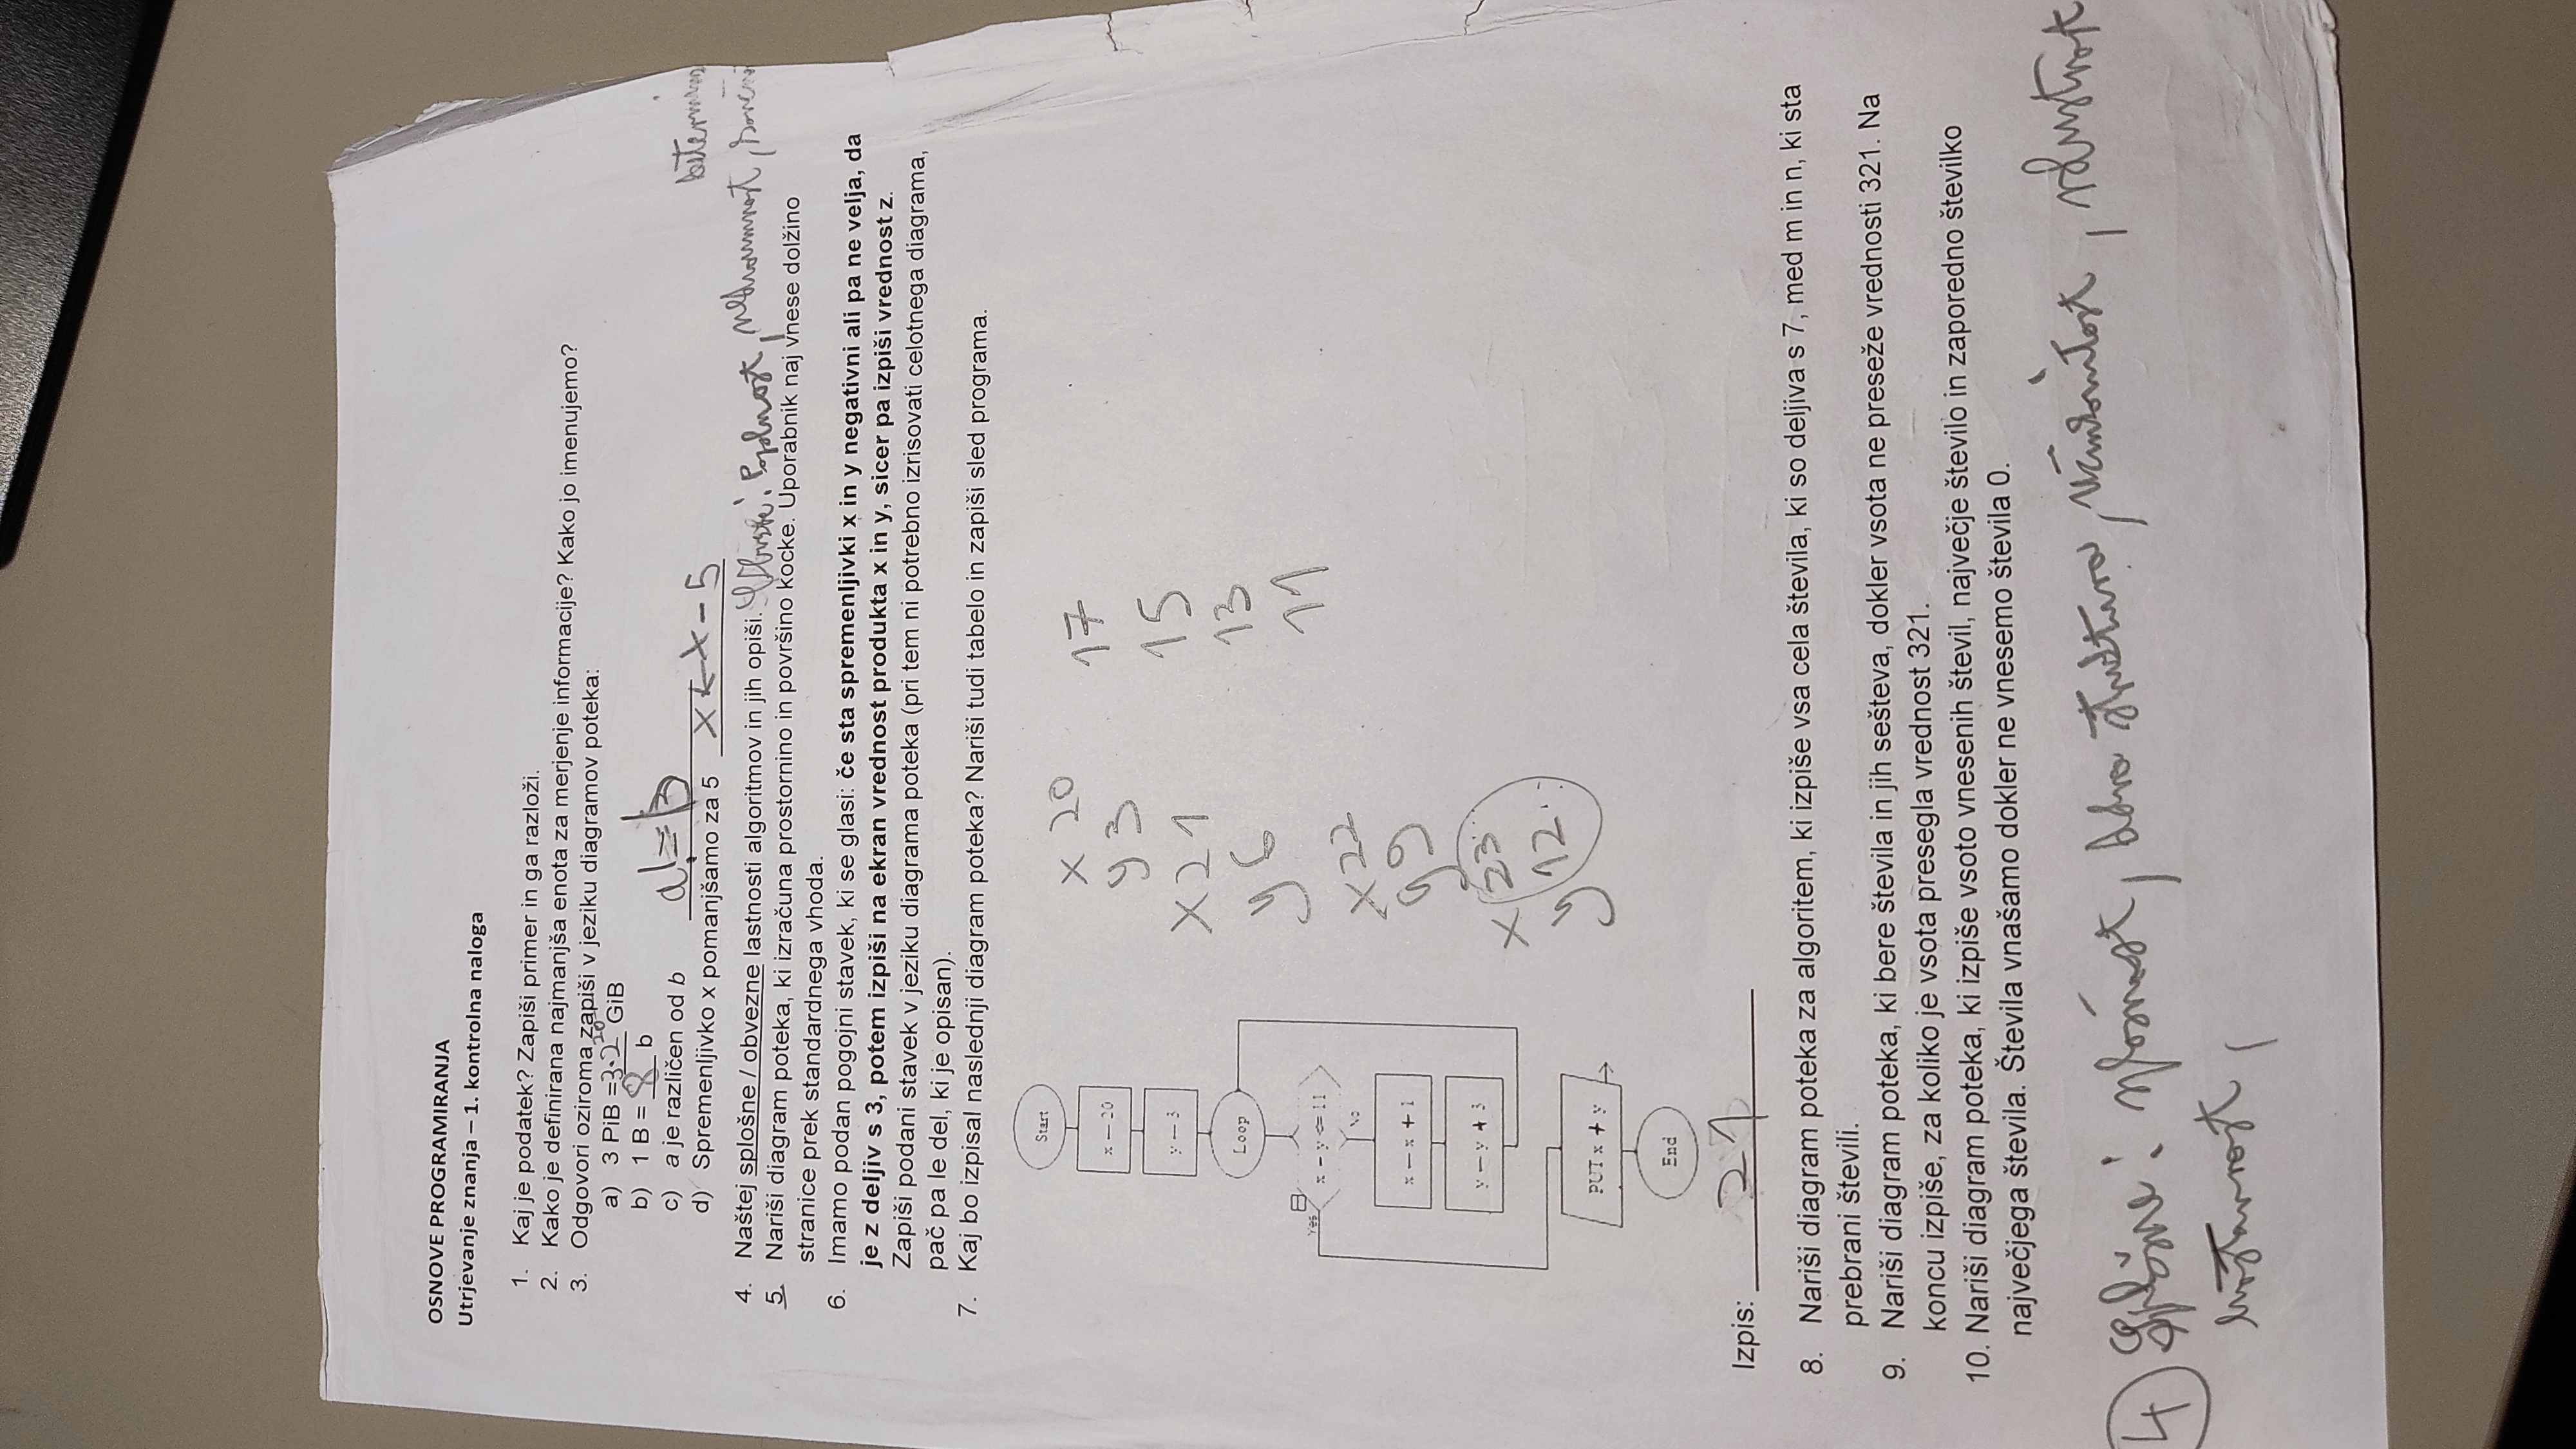 OSNOVE PROGRAMIRANJA
Utrjevanje znanja – 1. kontrolna naloga
1. Kaj je podatek? Zapiši primer in ga razloži.
2. Kako je definirana najmanjša enota za merjenje informacije? Kako jo imenujemo?
3. Odgovori oziroma zapiši v jeziku diagramov poteka:
a) 3 PiB = 3·2²⁰ GiB
b) 1 B = 8 b
c) a je različen od b a!=b
d) Spremenljivko x pomanjšamo za 5 x ← x - 5
4. Naštej splošne / obvezne lastnosti algoritmov in jih opiši.
5. Nariši diagram poteka, ki izračuna prostornino in površino kocke. Uporabnik naj vnese dolžino
stranice prek standardnega vhoda.
6. Imamo podan pogojni stavek, ki se glasi: če sta spremenljivki x in y negativni ali pa ne velja, da
je z deljiv s 3, potem izpiši na ekran vrednost produkta x in y, sicer pa izpiši vrednost z.
Zapiši podani stavek v jeziku diagrama poteka (pri tem ni potrebno izrisovati celotnega diagrama,
pač pa le del, ki je opisan).
7. Kaj bo izpisal naslednji diagram poteka? Nariši tudi tabelo in zapiši sled programa.
Start
x ← 20
y ← 3
Loop
Yes
x - y <= 11
No
x ← x + 1
y ← y + 3
PUT x + y
End
x 20
y 3
x 21
y 6
x 22
y 9
x 23
y 12
17
15
13
11
Izpis: 21
8. Nariši diagram poteka za algoritem, ki izpiše vsa cela števila, ki so deljiva s 7, med m in n, ki sta
prebrani števili.
9. Nariši diagram poteka, ki bere števila in jih sešteva, dokler vsota ne preseže vrednosti 321. Na
koncu izpiše, za koliko je vsota presegla vrednost 321.
10. Nariši diagram poteka, ki izpiše vsoto vnesenih števil, največje število in zaporedno številko
največjega števila. Števila vnašamo dokler ne vnesemo števila 0.
4 Splošne: splošnost, dobra struktura, učinkovitost,